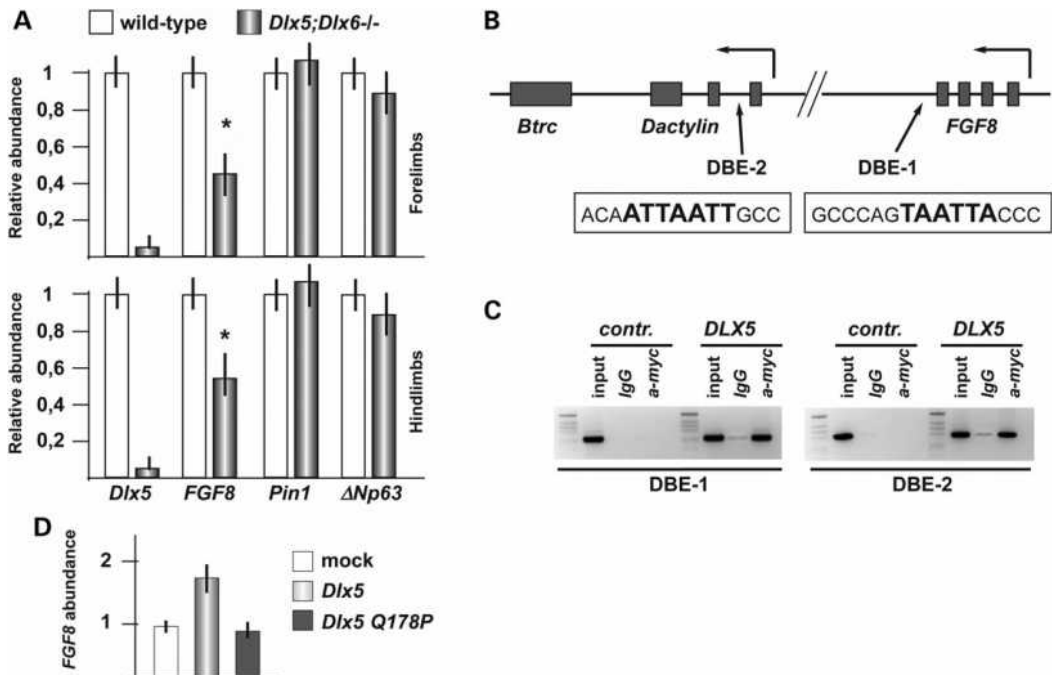 A
wild-type
Dlx5;Dlx6-/-
Relative abundance
1
0,8
0,6
0,4
0,2
*
Forelimbs
Relative abundance
1
0,8
0,6
0,4
0,2
*
Hindlimbs
Dlx5 FGF8 Pin1 ΔNp63
B
Btrc
Dactylin
FGF8
DBE-2
DBE-1
ACAATTAATTGCC
GCCCAGTAATTACCC
C
contr. DLX5
input IgG a-myc input IgG a-myc
DBE-1
contr. DLX5
input IgG a-myc input IgG a-myc
DBE-2
D
FGF8 abundance
2
1
mock
Dlx5
Dlx5 Q178P